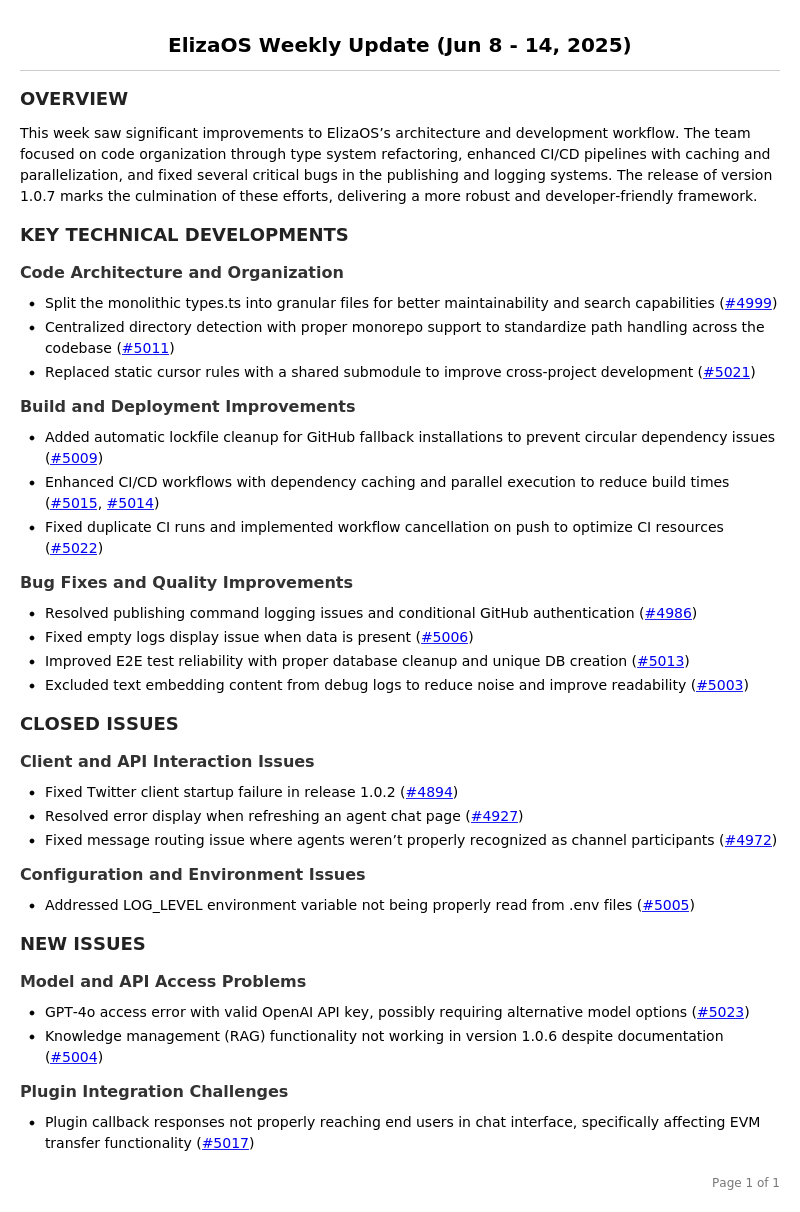 ElizaOS Weekly Update (Jun 8 - 14, 2025)
OVERVIEW
This week saw significant improvements to ElizaOS’s architecture and development workflow. The team
focused on code organization through type system refactoring, enhanced CI/CD pipelines with caching and
parallelization, and fixed several critical bugs in the publishing and logging systems. The release of version
1.0.7 marks the culmination of these efforts, delivering a more robust and developer-friendly framework.
KEY TECHNICAL DEVELOPMENTS
Code Architecture and Organization
• Split the monolithic types.ts into granular files for better maintainability and search capabilities (#4999)
• Centralized directory detection with proper monorepo support to standardize path handling across the
codebase (#5011)
• Replaced static cursor rules with a shared submodule to improve cross-project development (#5021)
Build and Deployment Improvements
• Added automatic lockfile cleanup for GitHub fallback installations to prevent circular dependency issues
(#5009)
• Enhanced CI/CD workflows with dependency caching and parallel execution to reduce build times
(#5015, #5014)
• Fixed duplicate CI runs and implemented workflow cancellation on push to optimize CI resources
(#5022)
Bug Fixes and Quality Improvements
• Resolved publishing command logging issues and conditional GitHub authentication (#4986)
• Fixed empty logs display issue when data is present (#5006)
• Improved E2E test reliability with proper database cleanup and unique DB creation (#5013)
• Excluded text embedding content from debug logs to reduce noise and improve readability (#5003)
CLOSED ISSUES
Client and API Interaction Issues
• Fixed Twitter client startup failure in release 1.0.2 (#4894)
• Resolved error display when refreshing an agent chat page (#4927)
• Fixed message routing issue where agents weren’t properly recognized as channel participants (#4972)
Configuration and Environment Issues
• Addressed LOG_LEVEL environment variable not being properly read from .env files (#5005)
NEW ISSUES
Model and API Access Problems
• GPT-4o access error with valid OpenAI API key, possibly requiring alternative model options (#5023)
• Knowledge management (RAG) functionality not working in version 1.0.6 despite documentation
(#5004)
Plugin Integration Challenges
• Plugin callback responses not properly reaching end users in chat interface, specifically affecting EVM
transfer functionality (#5017)
Page 1 of 1